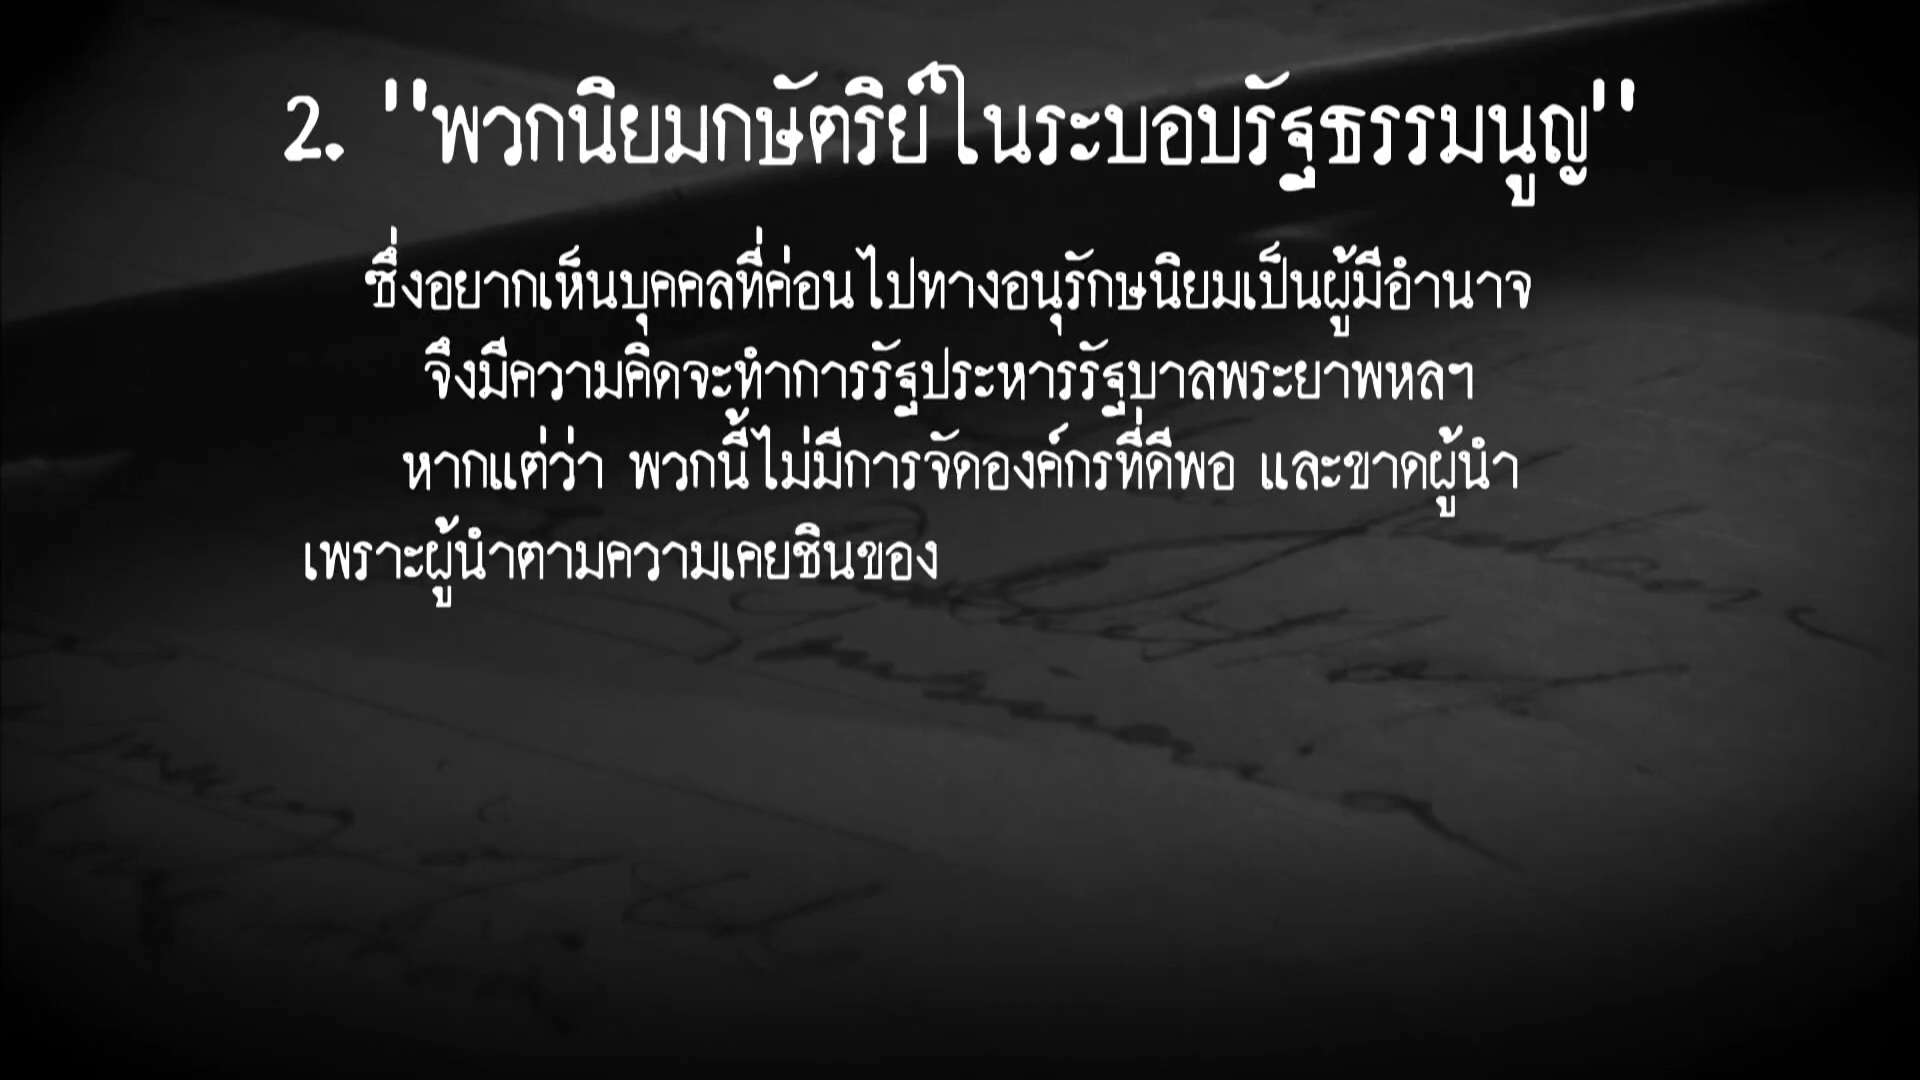 2. "พวกนิยมกษัตริย์ในระบอบรัฐธรรมนูญ"
ซึ่งอยากเห็นบุคคลที่ค่อนไปทางอนุรักษนิยมเป็นผู้มีอำนาจ
จึงมีความคิดจะทำการรัฐประหารรัฐบาลพระยาพหลฯ
หากแต่ว่า พวกนี้ไม่มีการจัดองค์กรที่ดีพอ และขาดผู้นำ
เพราะผู้นำตามความเคยชินของ